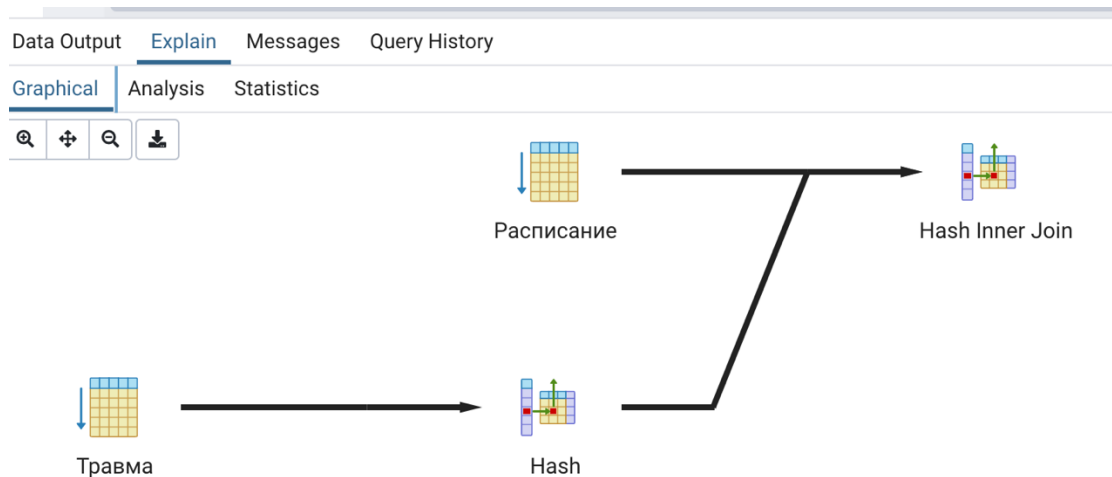 Data Output Explain Messages Query History
Graphical Analysis Statistics
Расписание
Hash Inner Join
Травма
Hash